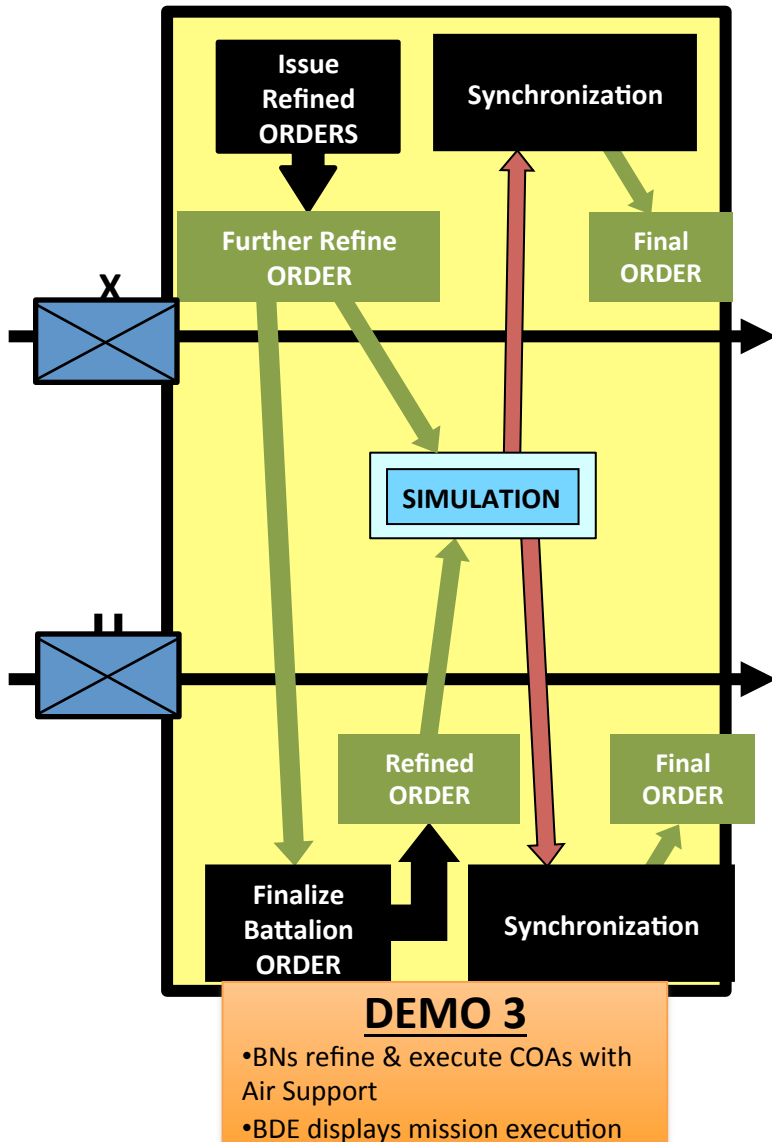 Issue
Refined
ORDERS
Synchronization
Further Refine
ORDER
Final
ORDER
X
SIMULATION
II
Refined
ORDER
Final
ORDER
Finalize
Battalion
ORDER
Synchronization
DEMO 3
•BNs refine & execute COAs with
Air Support
•BDE displays mission execution